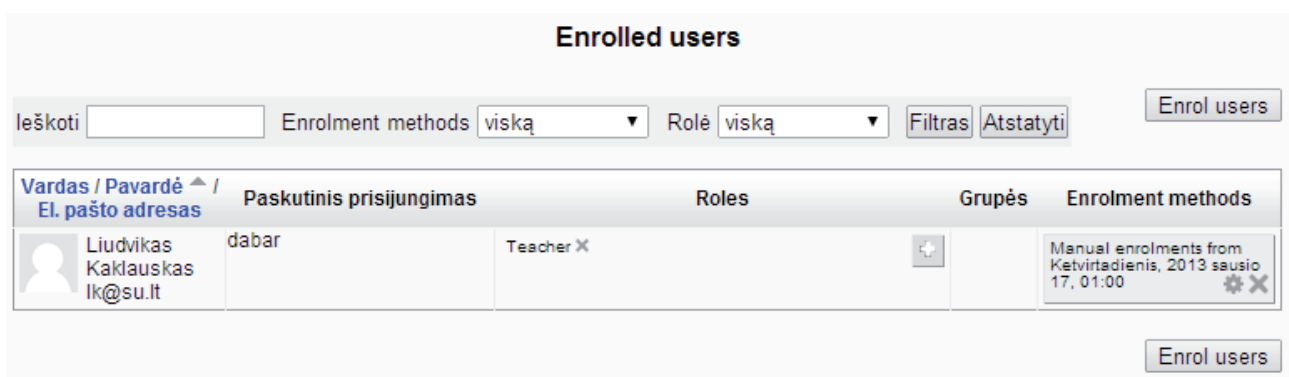 Enrolled users
Enrol users
Ieškoti Enrolment methods viską Rolė viską Filtras Atstatyti
Vardas / Pavardė / El. pašto adresas Paskutinis prisijungimas Roles Grupės Enrolment methods
Liudvikas
Kaklauskas
lk@su.lt
dabar
Teacher
Manual enrolments from
Ketvirtadienis, 2013 sausio
17, 01:00
Enrol users